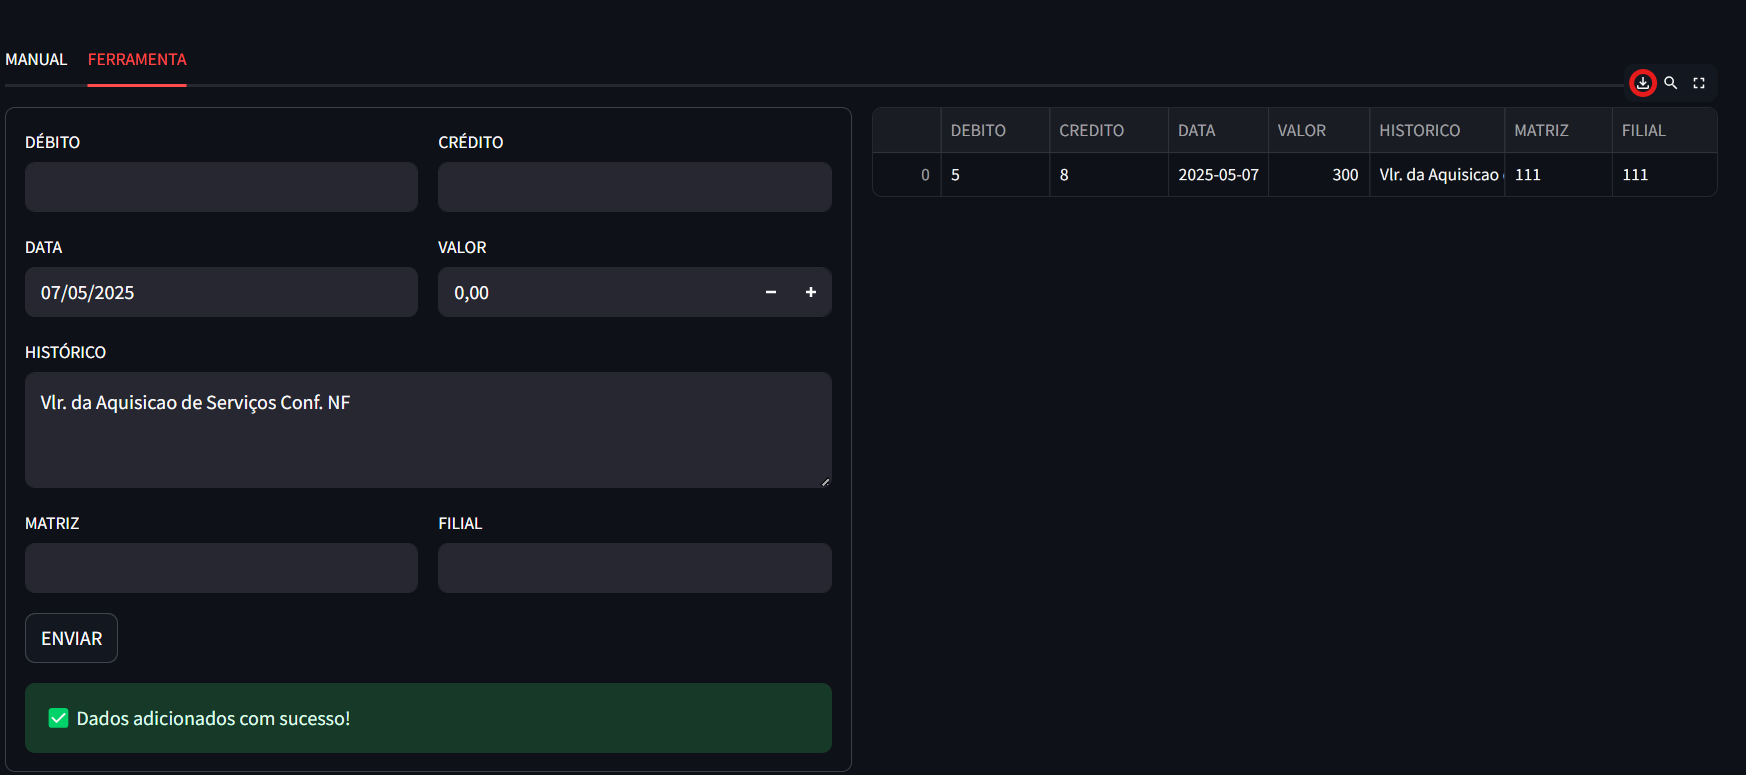 MANUAL FERRAMENTA
DÉBITO CRÉDITO
DATA VALOR
07/05/2025 0,00 − +
HISTÓRICO
Vlr. da Aquisicao de Serviços Conf. NF
MATRIZ FILIAL
ENVIAR
✅ Dados adicionados com sucesso!
DEBITO CREDITO DATA VALOR HISTORICO MATRIZ FILIAL
0 5 8 2025-05-07 300 Vlr. da Aquisicao 111 111